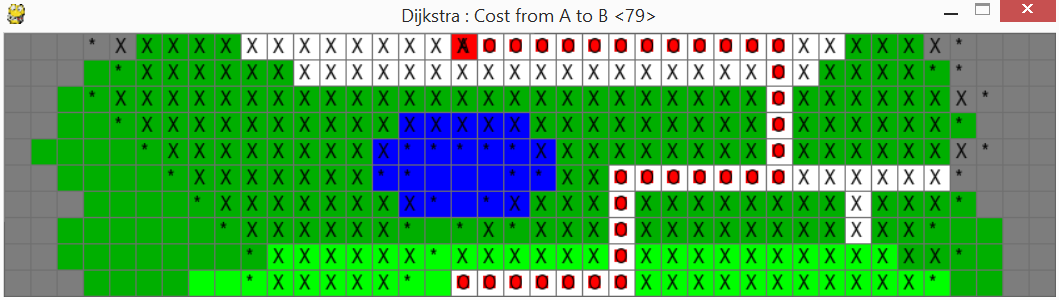 Dijkstra : Cost from A to B <79>
* X X X X X X X X X X X X X X O O O O O O O O O O O O X X X X X X *
* X X X X X X X X X X X X X X X X X X X X X X X X O X X X X X * *
* X X X X X X X X X X X X X X X X X X X X X X X X X O X X X X X X X *
* X X X X X X X X X X X X X X X X X X X X X X X X O X X X X X X *
* X X X X X X X X X * * * * * X X X X X X X X X O X X X X X X X *
* X X X X X X X * * * * X X O O O O O O O X X X X X X *
* X X X X X X X X * * X X X X O X X X X X X X X X X X X *
* X X X X X X * * X * X X X O X X X X X X X X X X X *
* X X X X X X * X X X X X X O X X X X X X X X X X X X *
* X X X X X * O O O O O O O X X X X X X X X X X X *